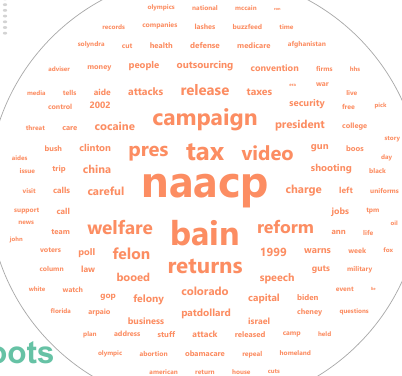 olympics national mccain
records companies lashes buzzfeed time
solyndra cut health defense medicare afghanistan
adviser money people outsourcing convention firms hhs
media tells aide attacks release taxes war live
control 2002 campaign security free pick
threat care cocaine president college
bush clinton pres tax video gun boos story
aides day
issue trip china naacp shooting black
visit calls careful charge left uniforms
support call jobs tpm
news team welfare bain reform ann life oil
john
voters poll felon 1999 warns week fox
column law returns guts military
white watch booed speech event
gop felony colorado capital biden
florida arpaio patdollard cheney questions
business israel
plan address stuff attack released camp held
oots
olympic abortion obamacare repeal homeland
american return house cuts